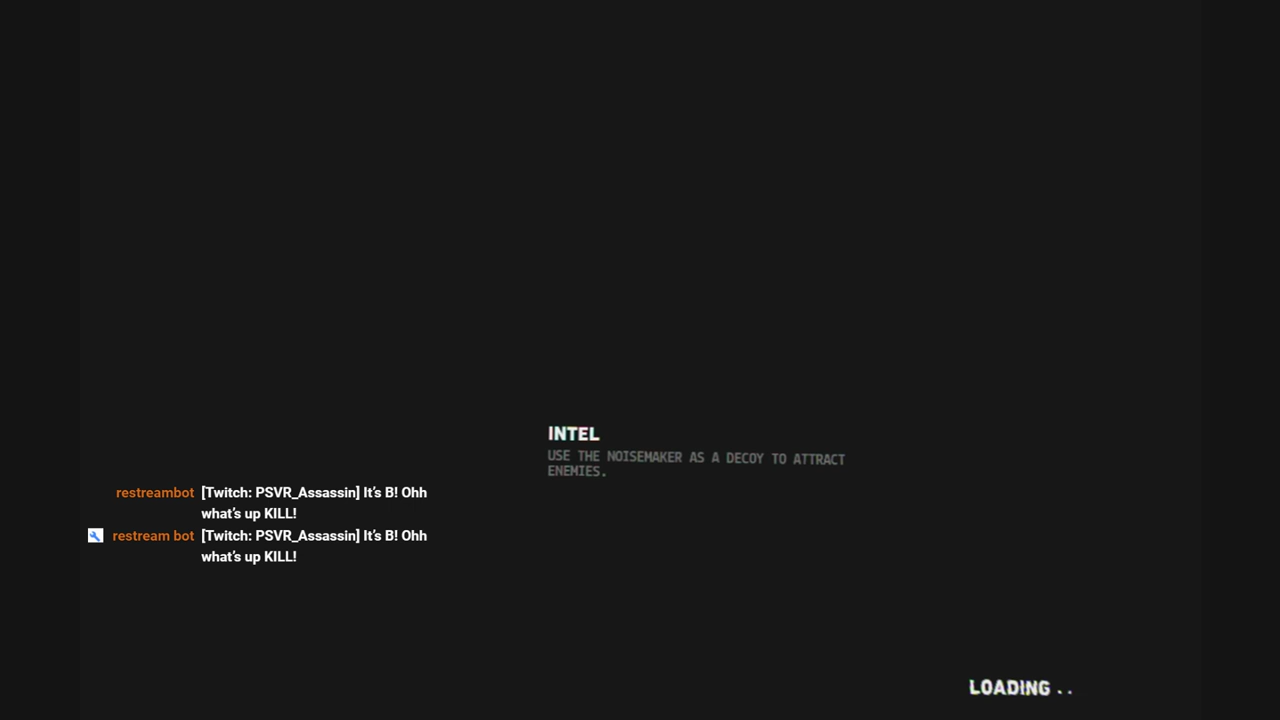 INTEL
USE THE NOISEMAKER AS A DECOY TO ATTRACT
ENEMIES.
restreambot [Twitch: PSVR_Assassin] It's B! Ohh
what's up KILL!
restream bot [Twitch: PSVR_Assassin] It's B! Ohh
what's up KILL!
LOADING . .